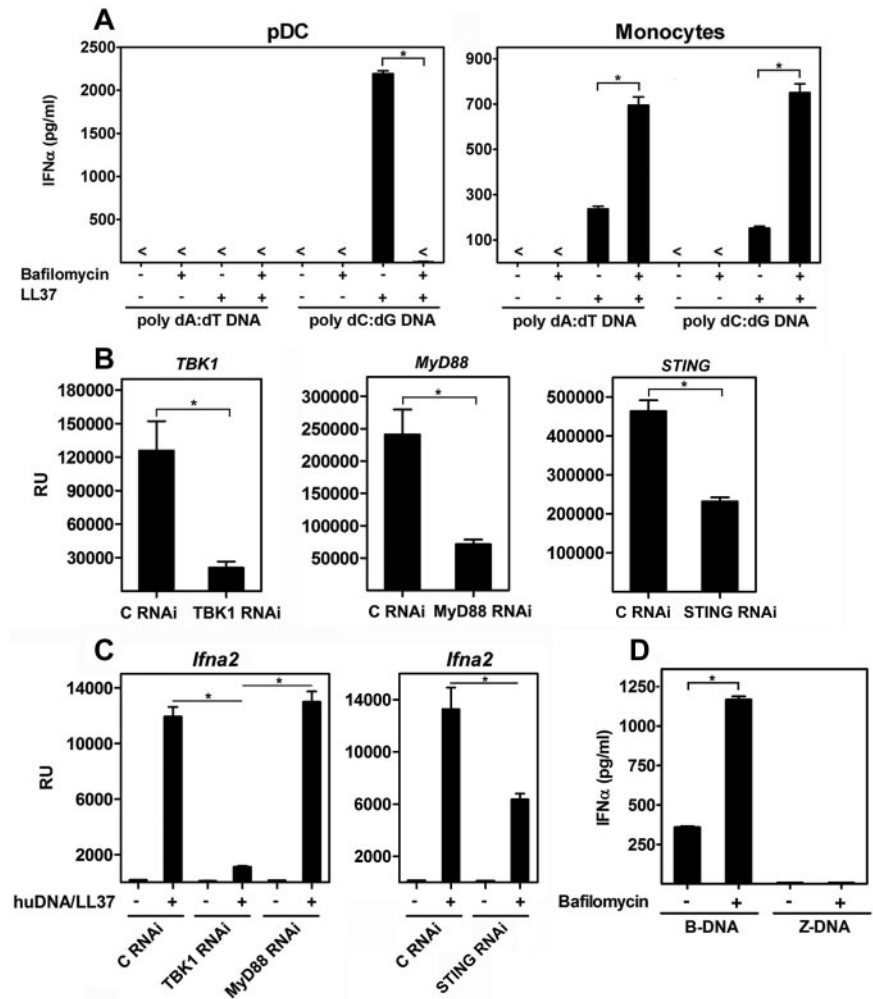 A
pDC
Monocytes
IFNα (pg/ml)
2500
2000
1500
1000
500
900
700
500
300
100
*
*
*
< < < < < < <
< < < <
Bafilomycin - + - + - + - + - + - + - + - +
LL37 - - + + - - + + - - + + - - + +
poly dA:dT DNA poly dC:dG DNA poly dA:dT DNA poly dC:dG DNA
B
TBK1
MyD88
STING
RU
180000
150000
120000
90000
60000
30000
*
C RNAi TBK1 RNAi
300000
250000
200000
150000
100000
50000
*
C RNAi MyD88 RNAi
500000
400000
300000
200000
100000
*
C RNAi STING RNAi
C
Ifna2
Ifna2
RU
14000
10000
6000
2000
* *
14000
10000
6000
2000
*
huDNA/LL37 - + - + - + - + - +
C RNAi
TBK1 RNAi
MyD88 RNAi
C RNAi
STING RNAi
D
IFNα (pg/ml)
1250
1000
750
500
250
*
Bafilomycin - + - +
B-DNA Z-DNA